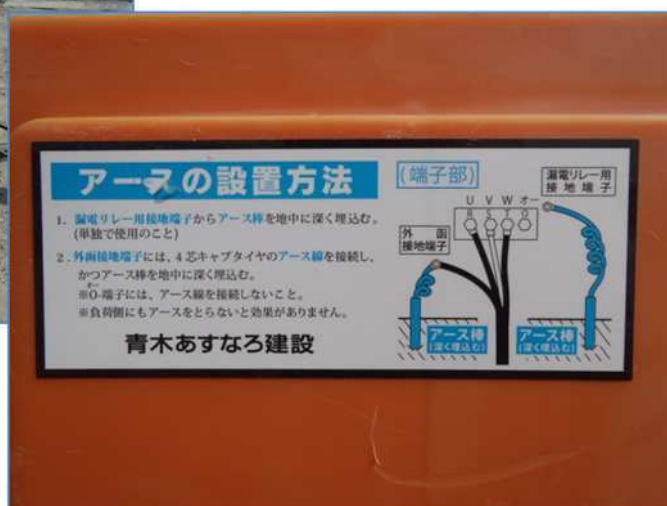 アースの設置方法
1. 漏電リレー用接地端子からアース棒を地中に深く埋込む。
(単独で使用のこと)
2. 外函接地端子には、4芯キャブタイヤのアース線を接続し、
かつアース棒を地中に深く埋込む。
オー
※O-端子には、アース線を接続しないこと。
※負荷側にもアースをとらないと効果がありません。
青木あすなろ建設
(端子部)
漏電リレー用
接地端子
U V W オー
R S T O
外函
接地端子
アース棒
(深く埋込む)
アース棒
(深く埋込む)